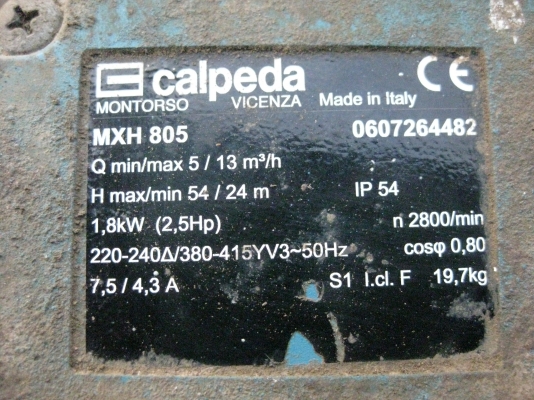 calpeda CE
MONTORSO VICENZA Made in Italy
MXH 805 0607264482
Q min/max 5 / 13 m³/h
H max/min 54 / 24 m IP 54
1,8kW (2,5Hp) n 2800/min
220-240Δ/380-415YV3~50Hz cosφ 0,80
7,5 / 4,3 A S1 I.cl. F 19,7kg